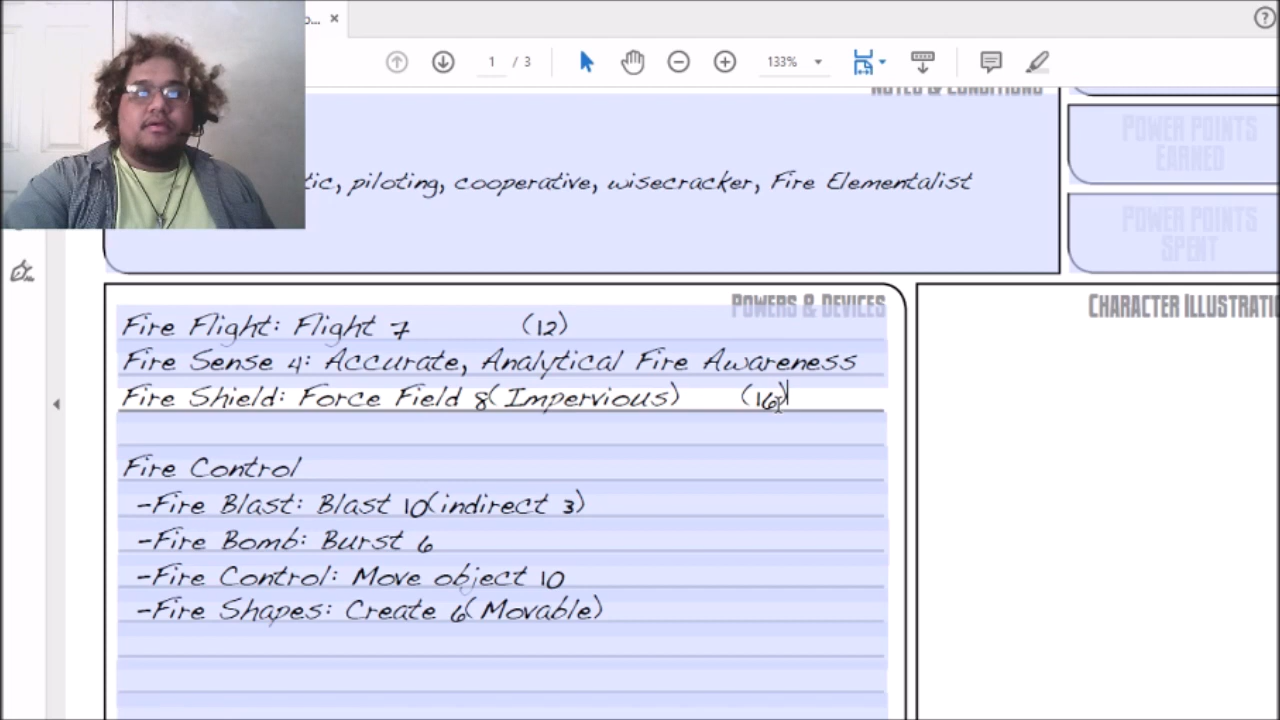 1 / 3
133%
NOTES & CONDITIONS
POWER POINTS
EARNED
piloting, cooperative, wisecracker, Fire Elementalist
POWER POINTS
SPENT
POWERS & DEVICES
Fire Flight: Flight 7 (12)
Fire Sense 4: Accurate, Analytical Fire Awareness
Fire Shield: Force Field 8(Impervious) (16)
Fire Control
-Fire Blast: Blast 10(indirect 3)
-Fire Bomb: Burst 6
-Fire Control: Move object 10
-Fire Shapes: Create 6(Movable)
CHARACTER